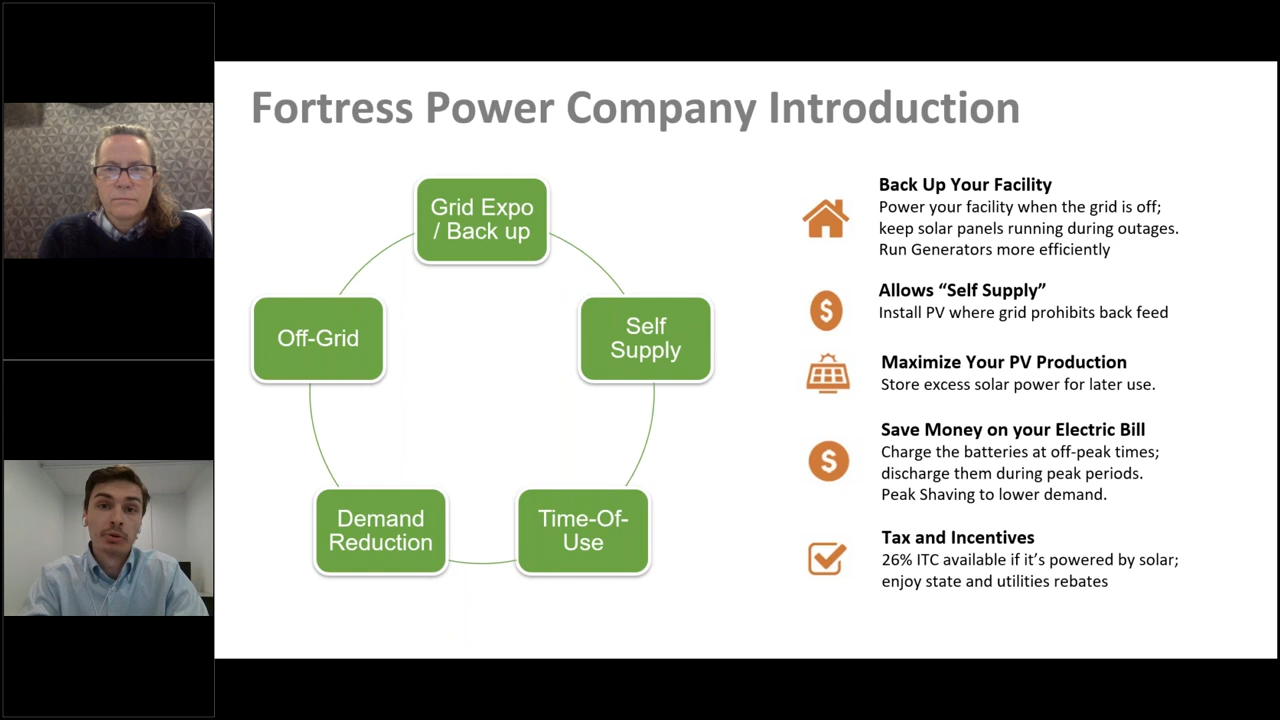 Fortress Power Company Introduction
Grid Expo
/ Back up
Self
Supply
Time-Of-
Use
Demand
Reduction
Off-Grid
Back Up Your Facility
Power your facility when the grid is off;
keep solar panels running during outages.
Run Generators more efficiently
$
Allows “Self Supply”
Install PV where grid prohibits back feed
Maximize Your PV Production
Store excess solar power for later use.
$
Save Money on your Electric Bill
Charge the batteries at off-peak times;
discharge them during peak periods.
Peak Shaving to lower demand.
Tax and Incentives
26% ITC available if it’s powered by solar;
enjoy state and utilities rebates